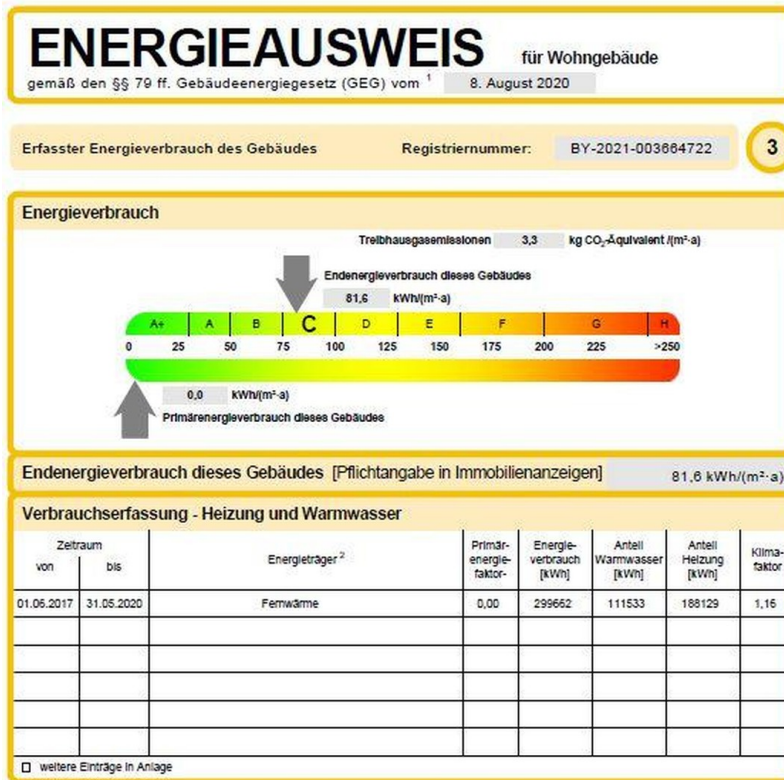 ENERGIEAUSWEIS für Wohngebäude
gemäß den §§ 79 ff. Gebäudeenergiegesetz (GEG) vom 1 8. August 2020
Erfasster Energieverbrauch des Gebäudes Registriernummer: BY-2021-003664722 3
Energieverbrauch
Treibhausgasemissionen 3,3 kg CO2-Äquivalent /(m²·a)
Endenergieverbrauch dieses Gebäudes
81,6 kWh/(m²·a)
A+ A B C D E F G H
0 25 50 75 100 125 150 175 200 225 >250
0,0 kWh/(m²·a)
Primärenergieverbrauch dieses Gebäudes
Endenergieverbrauch dieses Gebäudes [Pflichtangabe in Immobilienanzeigen] 81,6 kWh/(m²·a)
Verbrauchserfassung - Heizung und Warmwasser
Zeitraum
von bis
Energieträger 2
Primär-
energie-
faktor-
Energie-
verbrauch
[kWh]
Anteil
Warmwasser
[kWh]
Anteil
Heizung
[kWh]
Klima-
faktor
01.06.2017 31.05.2020 Fernwärme 0,00 299662 111533 188129 1,16
weitere Einträge in Anlage